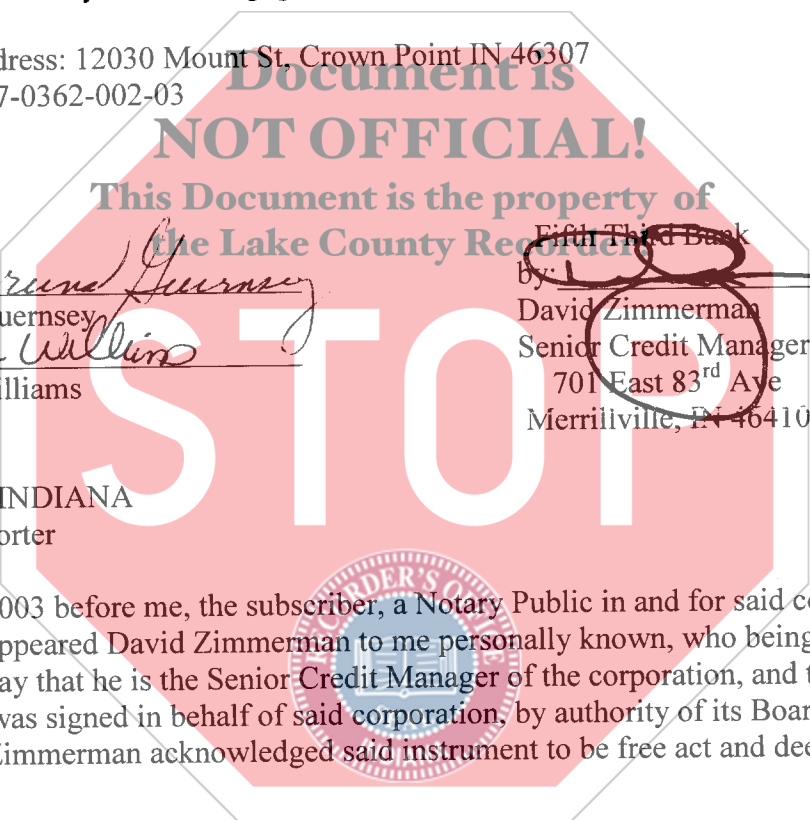 dress: 12030 Mount St, Crown Point IN 46307
7-0362-002-03
Document is
NOT OFFICIAL!
This Document is the property of
the Lake County Recorder!
Fifth Third Bank
by:
Guernsey
uernsey
David Zimmerman
Williams
Senior Credit Manager
lliams
701 East 83rd Ave
Merrillville, IN 46410
STOP
INDIANA
orter
RECORDER'S OFFICE
003 before me, the subscriber, a Notary Public in and for said co
ppeared David Zimmerman to me personally known, who being
ay that he is the Senior Credit Manager of the corporation, and t
was signed in behalf of said corporation, by authority of its Boar
Zimmerman acknowledged said instrument to be free act and dee